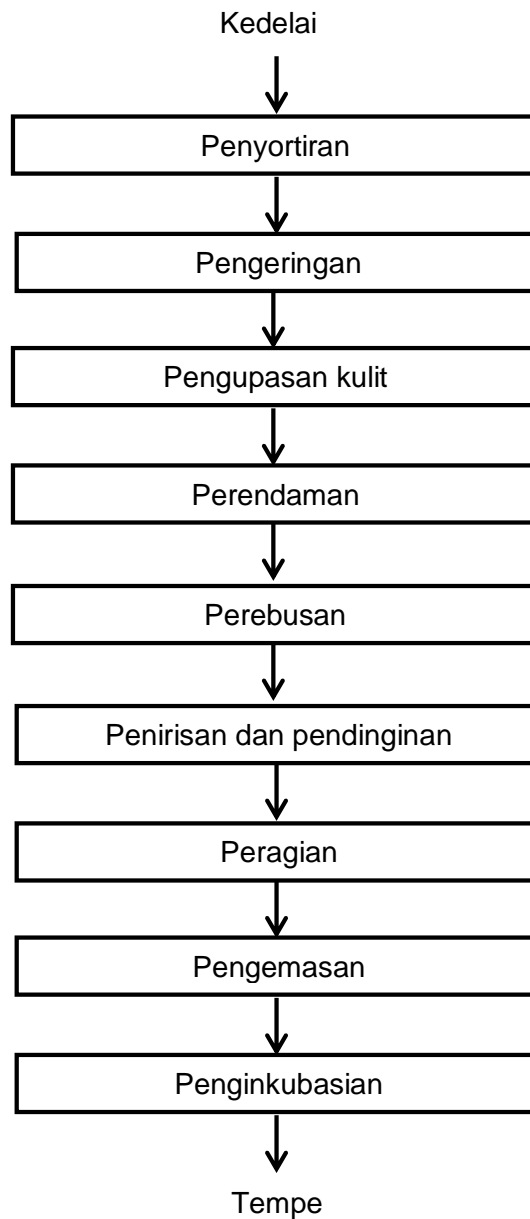 Kedelai
Penyortiran
Pengeringan
Pengupasan kulit
Perendaman
Perebusan
Penirisan dan pendinginan
Peragian
Pengemasan
Penginkubasian
Tempe